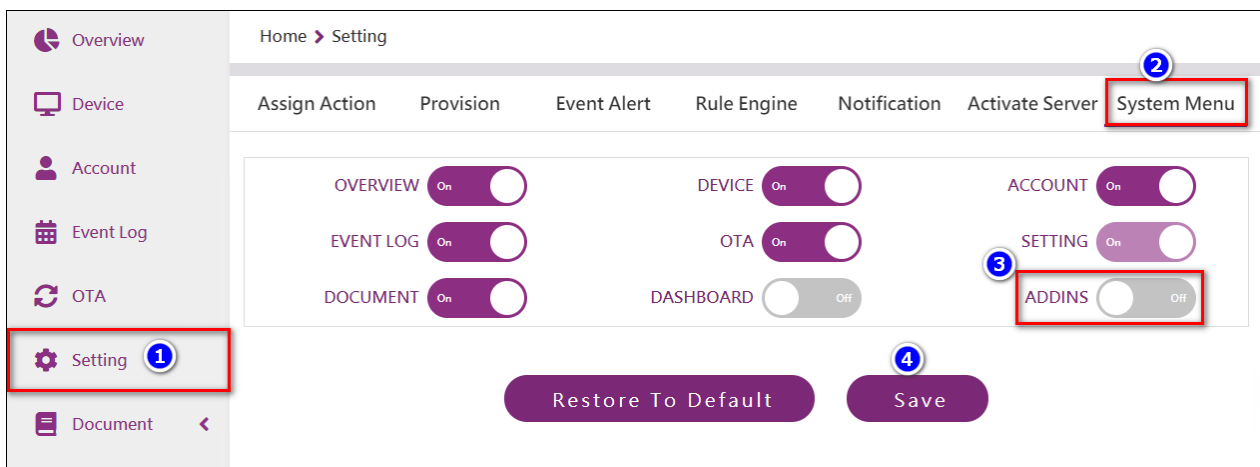 Overview
Device
Account
Event Log
OTA
Setting 1
Document
Home Setting
2
Assign Action Provision Event Alert Rule Engine Notification Activate Server System Menu
OVERVIEW On DEVICE On ACCOUNT On
EVENT LOG On OTA On SETTING On
3
DOCUMENT On DASHBOARD Off ADDINS Off
4
Restore To Default Save